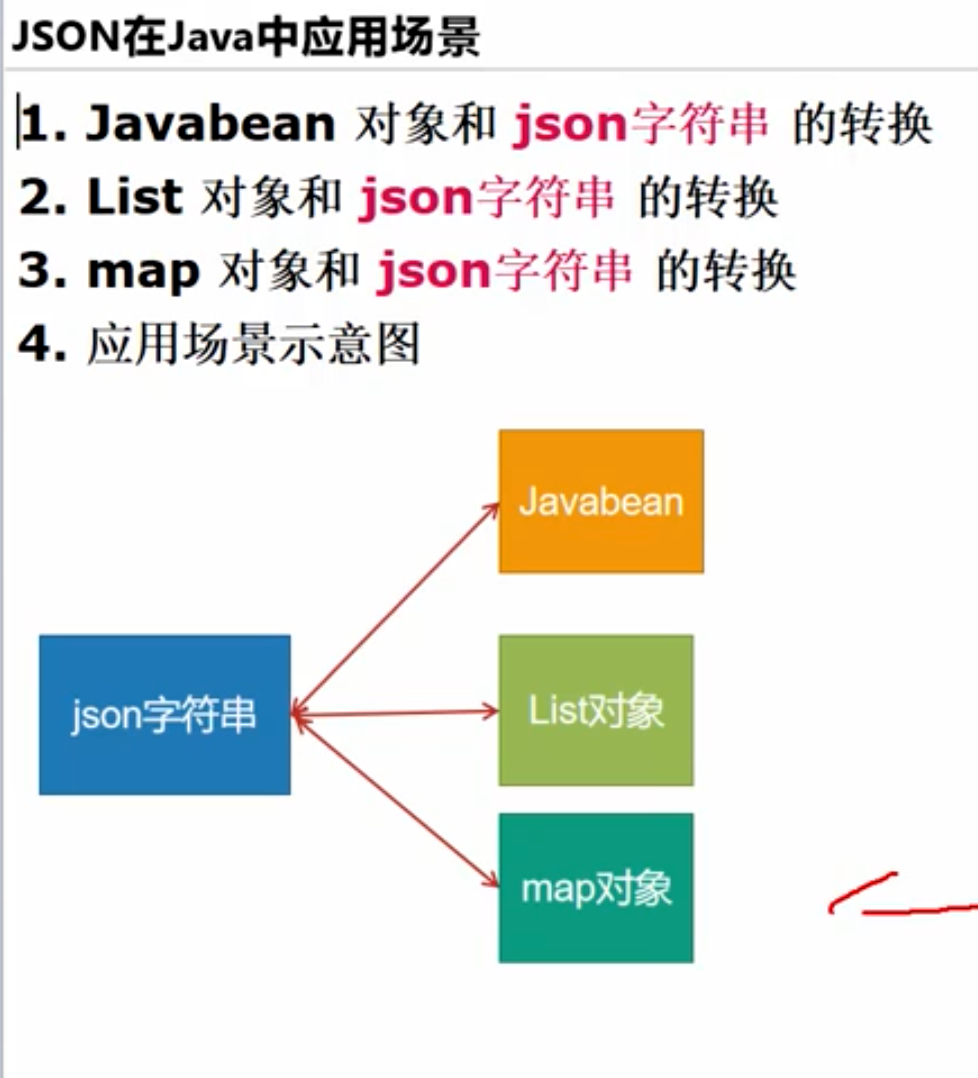 JSON在Java中应用场景
1. Javabean 对象和 json字符串 的转换
2. List 对象和 json字符串 的转换
3. map 对象和 json字符串 的转换
4. 应用场景示意图
Javabean
json字符串
List对象
map对象